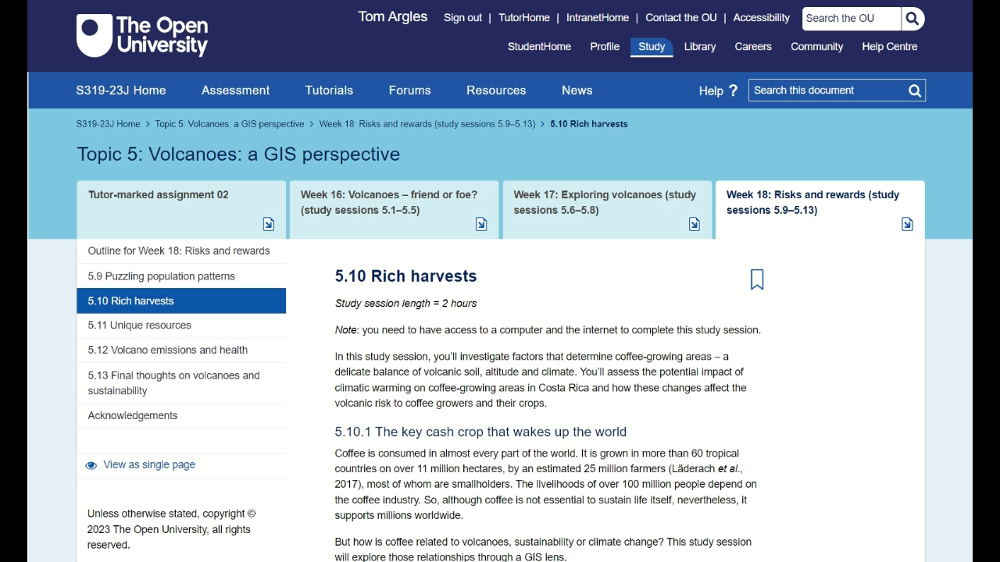 The Open
University
Tom Argles
Sign out | TutorHome | IntranetHome | Contact the OU | Accessibility
Search the OU
StudentHome Profile Study Library Careers Community Help Centre
S319-23J Home Assessment Tutorials Forums Resources News
Help ?
Search this document
S319-23J Home > Topic 5: Volcanoes: a GIS perspective > Week 18: Risks and rewards (study sessions 5.9–5.13) > 5.10 Rich harvests
Topic 5: Volcanoes: a GIS perspective
Tutor-marked assignment 02
Week 16: Volcanoes – friend or foe?
(study sessions 5.1–5.5)
Week 17: Exploring volcanoes (study
sessions 5.6–5.8)
Week 18: Risks and rewards (study
sessions 5.9–5.13)
Outline for Week 18: Risks and rewards
5.9 Puzzling population patterns
5.10 Rich harvests
5.11 Unique resources
5.12 Volcano emissions and health
5.13 Final thoughts on volcanoes and
sustainability
Acknowledgements
View as single page
Unless otherwise stated, copyright ©
2023 The Open University, all rights
reserved.
5.10 Rich harvests
Study session length = 2 hours
Note: you need to have access to a computer and the internet to complete this study session.
In this study session, you’ll investigate factors that determine coffee-growing areas – a
delicate balance of volcanic soil, altitude and climate. You’ll assess the potential impact of
climatic warming on coffee-growing areas in Costa Rica and how these changes affect the
volcanic risk to coffee growers and their crops.
5.10.1 The key cash crop that wakes up the world
Coffee is consumed in almost every part of the world. It is grown in more than 60 tropical
countries on over 11 million hectares, by an estimated 25 million farmers (Läderach et al.,
2017), most of whom are smallholders. The livelihoods of over 100 million people depend on
the coffee industry. So, although coffee is not essential to sustain life itself, nevertheless, it
supports millions worldwide.
But how is coffee related to volcanoes, sustainability or climate change? This study session
will explore those relationships through a GIS lens.